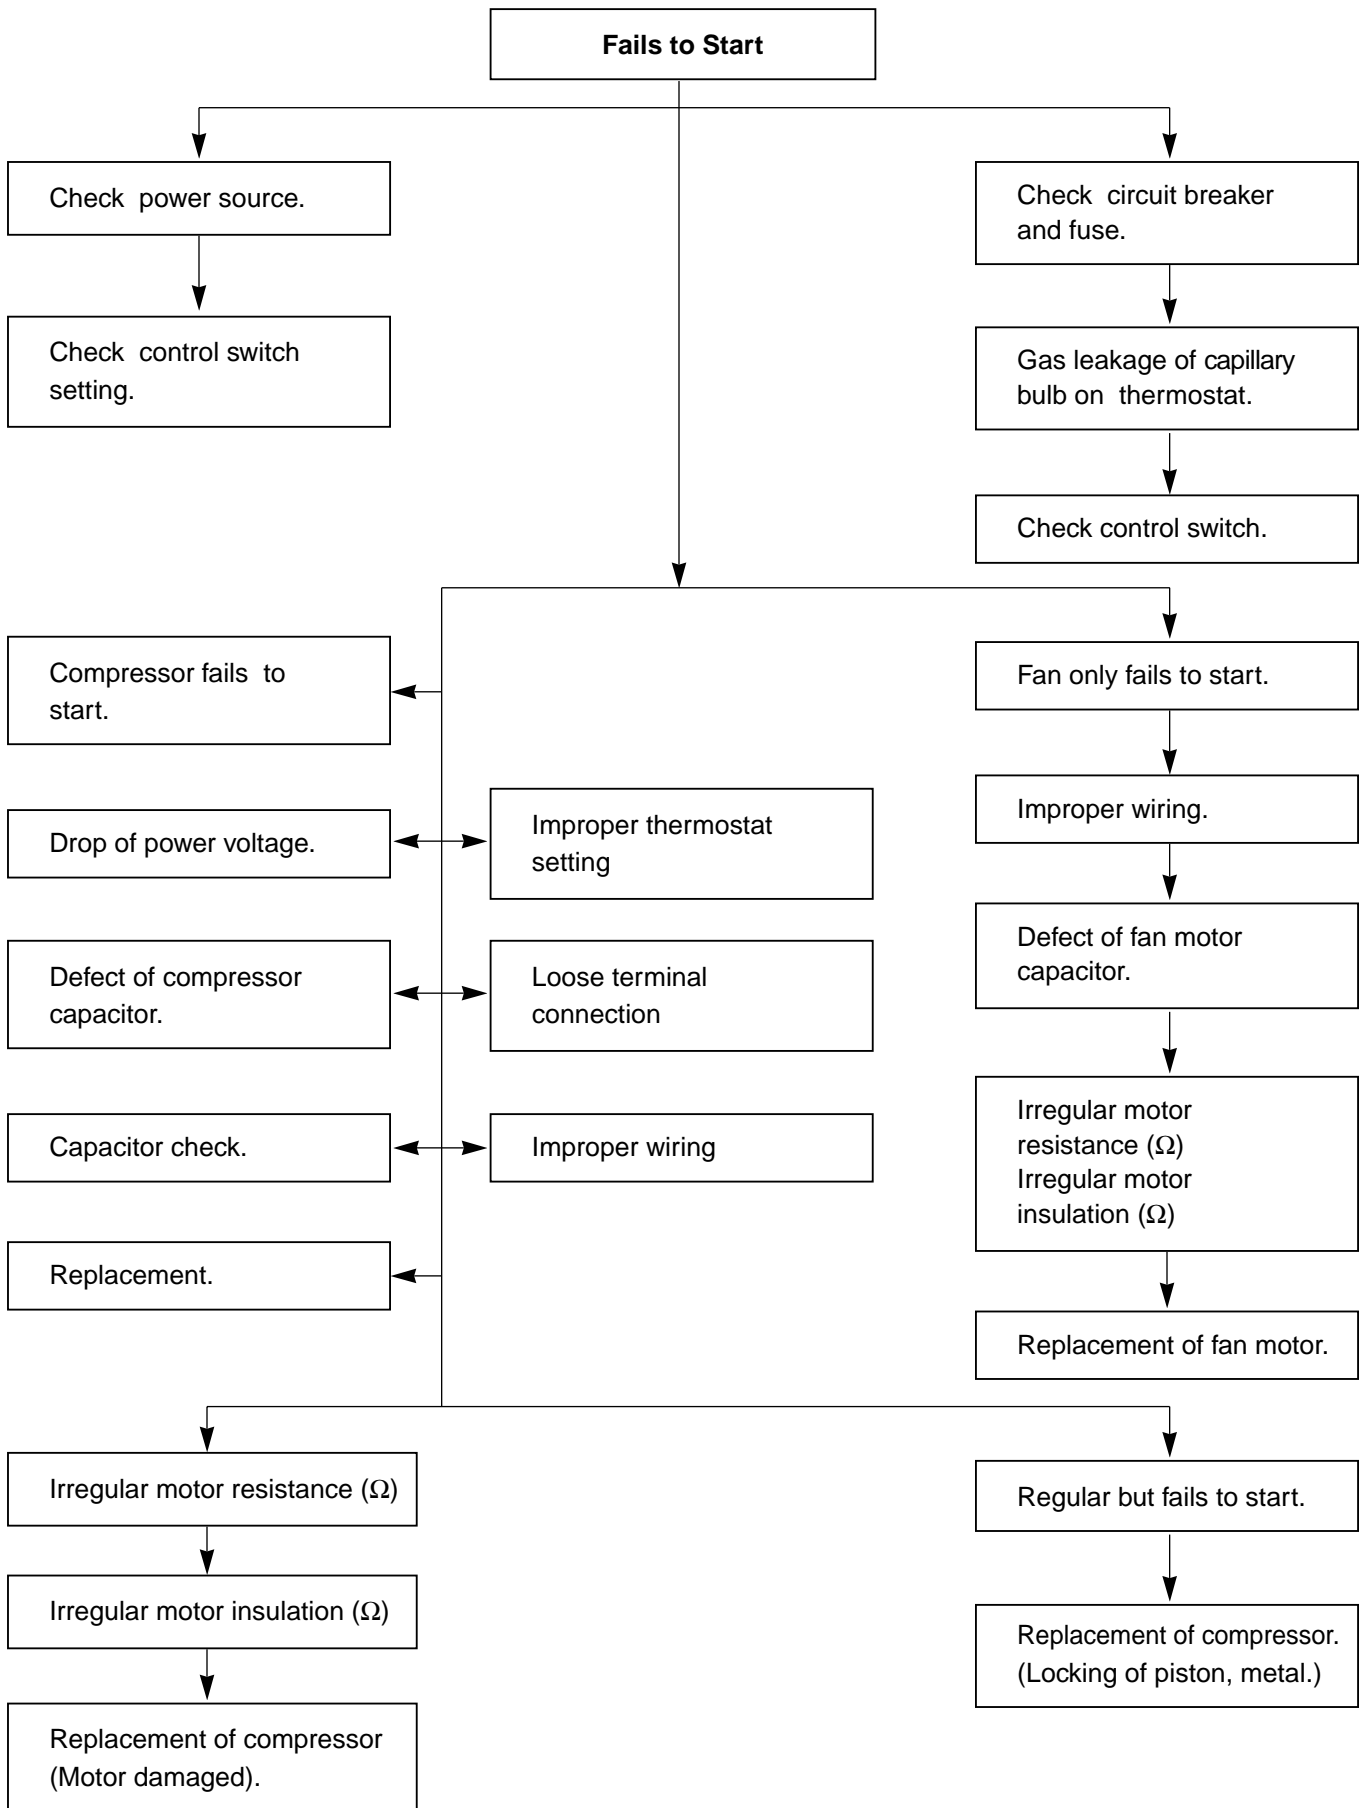 Fails to Start
Check power source.
Check circuit breaker
and fuse.
Check control switch
setting.
Gas leakage of capillary
bulb on thermostat.
Check control switch.
Compressor fails to
start.
Fan only fails to start.
Drop of power voltage.
Improper thermostat
setting
Improper wiring.
Defect of compressor
capacitor.
Loose terminal
connection
Defect of fan motor
capacitor.
Capacitor check.
Improper wiring
Irregular motor
resistance (Ω)
Irregular motor
insulation (Ω)
Replacement.
Replacement of fan motor.
Irregular motor resistance (Ω)
Regular but fails to start.
Irregular motor insulation (Ω)
Replacement of compressor.
(Locking of piston, metal.)
Replacement of compressor
(Motor damaged).